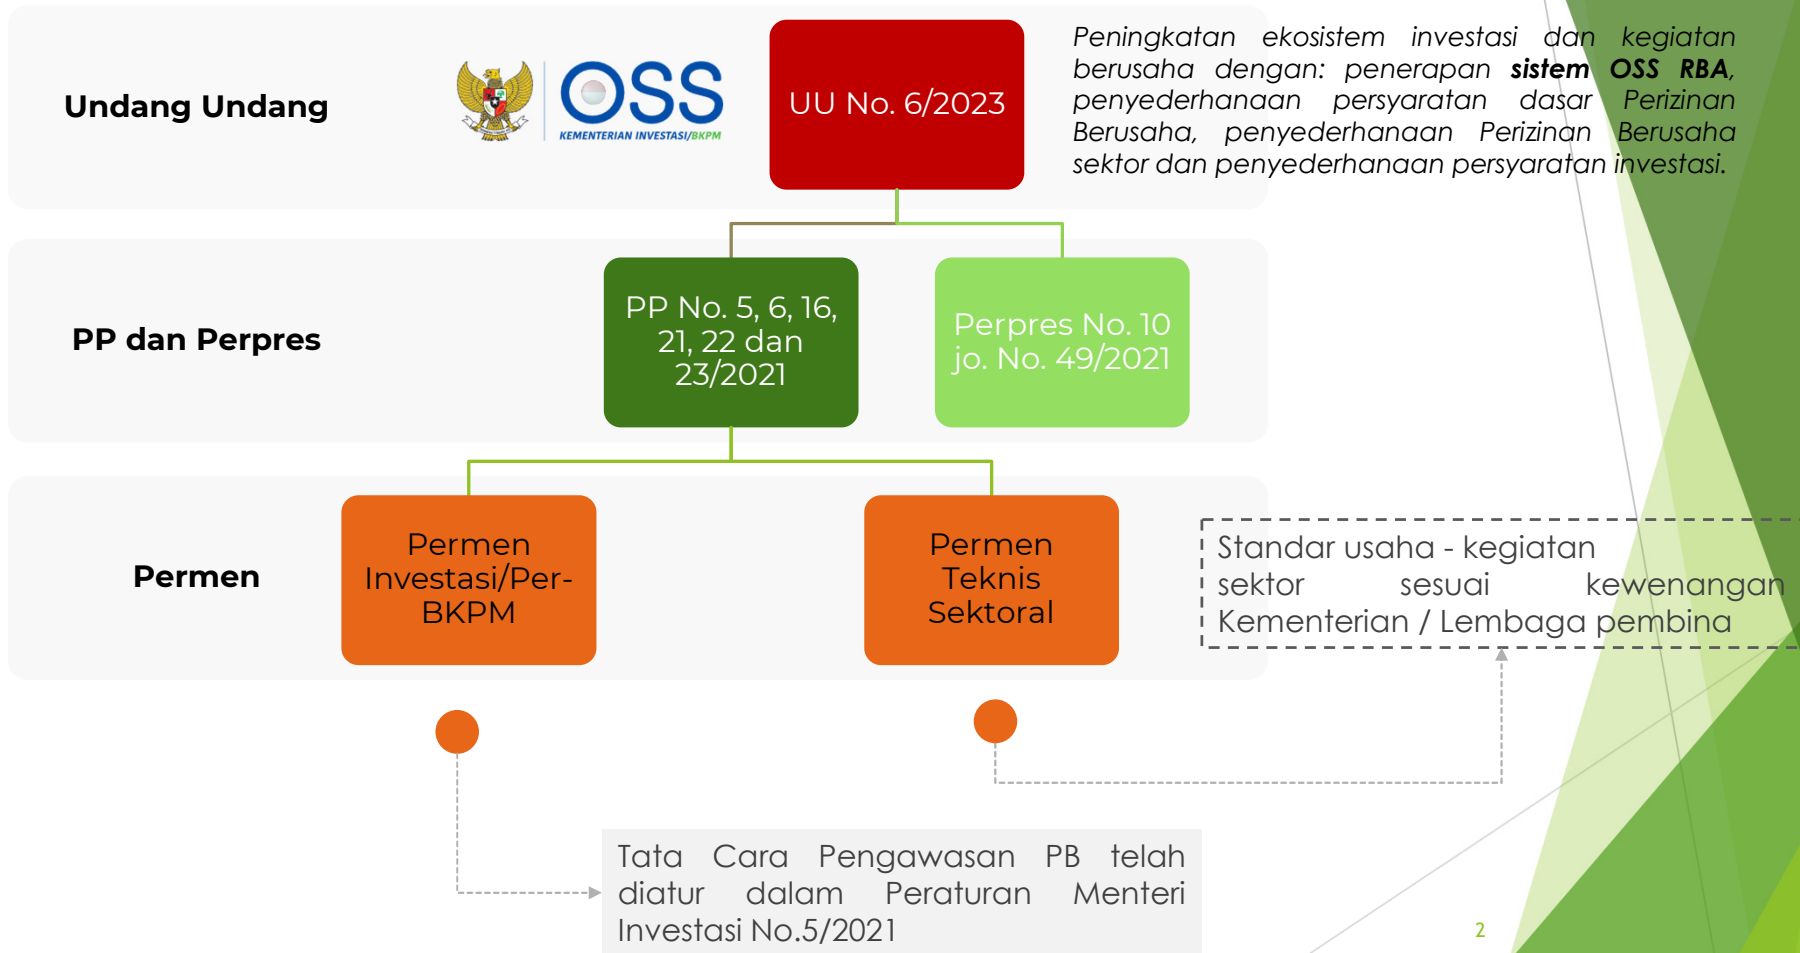 Undang Undang
OSS
KEMENTERIAN INVESTASI/BKPM
UU No. 6/2023
Peningkatan ekosistem investasi dan kegiatan
berusaha dengan: penerapan sistem OSS RBA,
penyederhanaan persyaratan dasar Perizinan
Berusaha, penyederhanaan Perizinan Berusaha
sektor dan penyederhanaan persyaratan investasi.
PP dan Perpres
PP No. 5, 6, 16,
21, 22 dan
23/2021
Perpres No. 10
jo. No. 49/2021
Permen
Permen
Investasi/Per-
BKPM
Permen
Teknis
Sektoral
Standar usaha - kegiatan
sektor sesuai kewenangan
Kementerian / Lembaga pembina
Tata Cara Pengawasan PB telah
diatur dalam Peraturan Menteri
Investasi No.5/2021
2